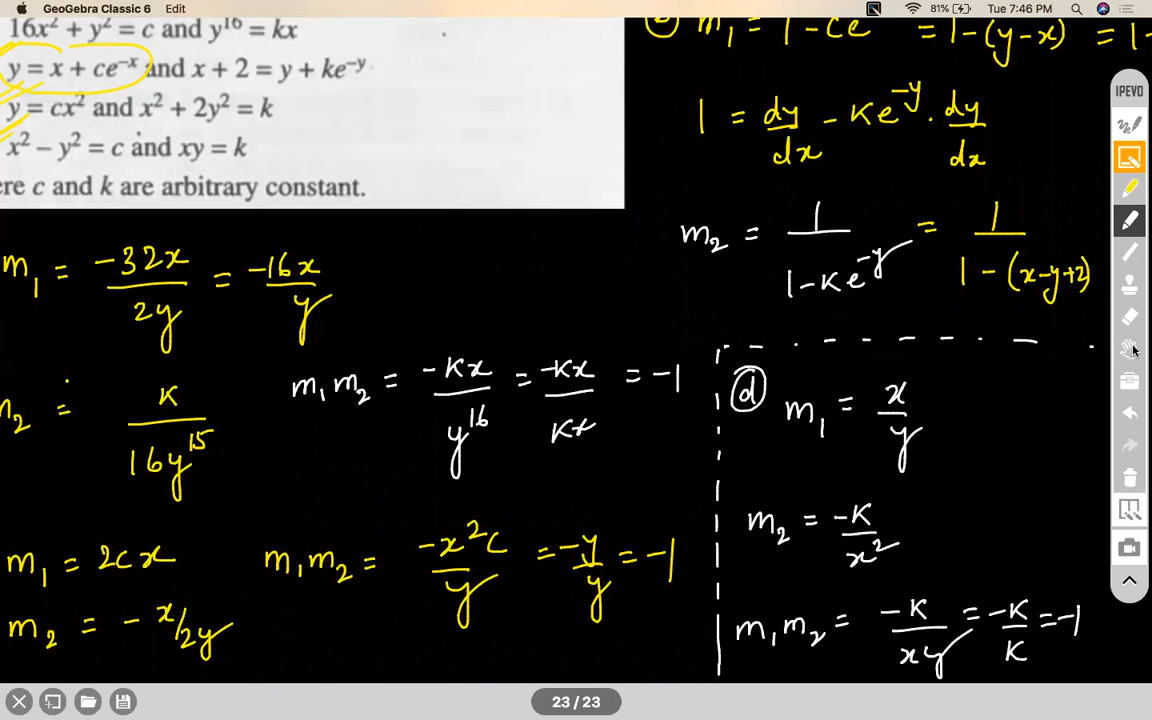 GeoGebra Classic 6 Edit 81% Tue 7:46 PM
16x² + y² = c and y¹⁶ = kx
y = x + ce⁻ˣ and x + 2 = y + ke⁻ʸ
y = cx² and x² + 2y² = k
x² − y² = c and xy = k
ere c and k are arbitrary constant.
m₁ = 1 − ce = 1 − (y − x) = 1 −
1 = dy/dx − Ke⁻ʸ · dy/dx
m₂ = 1/(1 − Ke⁻ʸ) = 1/(1 − (x − y + 2))
m₁ = −32x/2y = −16x/y
m₂ = K/16y¹⁵
m₁m₂ = −Kx/y¹⁶ = −Kx/Kx = −1
m₁ = 2cx
m₂ = − x/2y
m₁m₂ = −x²c/y = −y/y = −1
(d) m₁ = x/y
m₂ = −K/x²
m₁m₂ = −K/xy = −K/K = −1
IPEVO
23 / 23